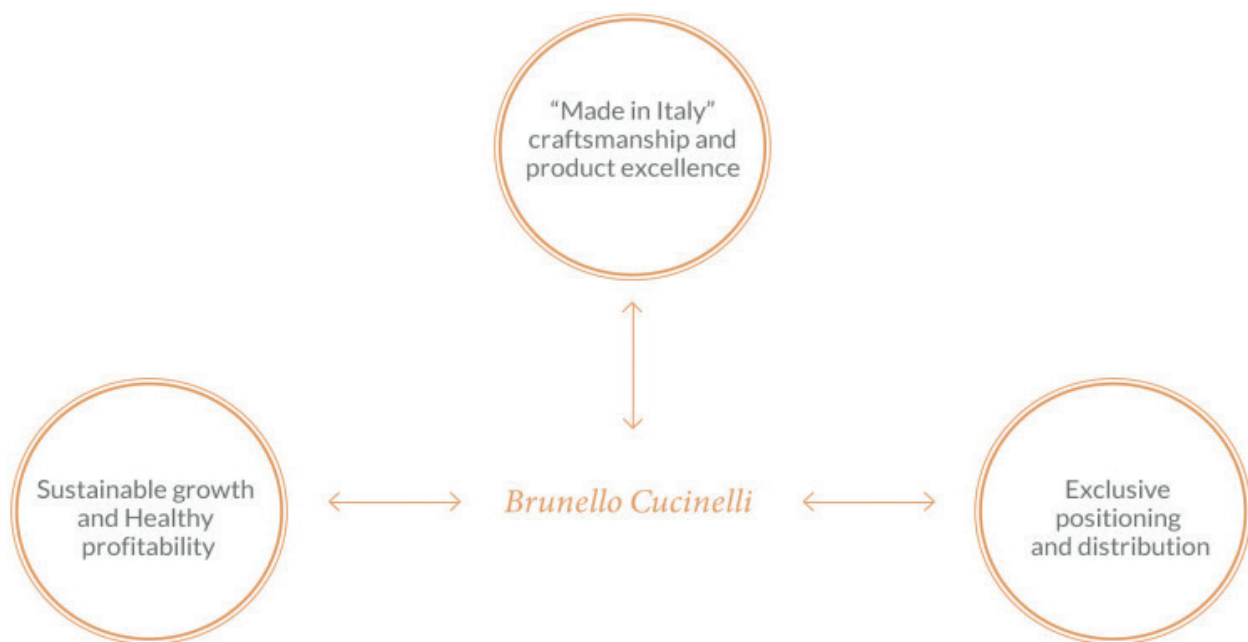 “Made in Italy”
craftsmanship and
product excellence
Sustainable growth
and Healthy
profitability
Brunello Cucinelli
Exclusive
positioning
and distribution